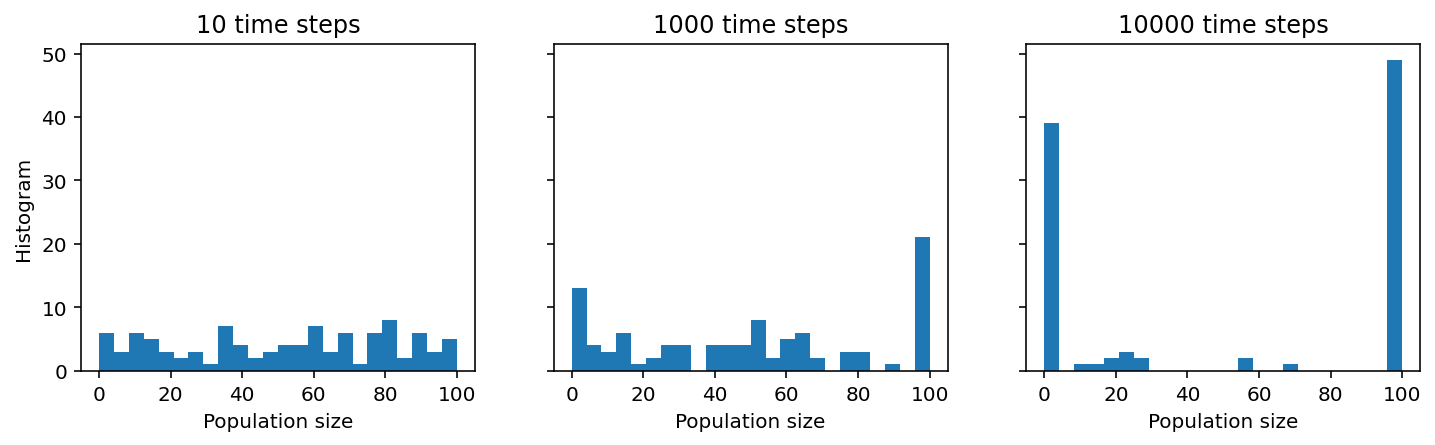 10 time steps
1000 time steps
10000 time steps
Histogram
50
40
30
20
10
0
0 20 40 60 80 100
0 20 40 60 80 100
0 20 40 60 80 100
Population size
Population size
Population size